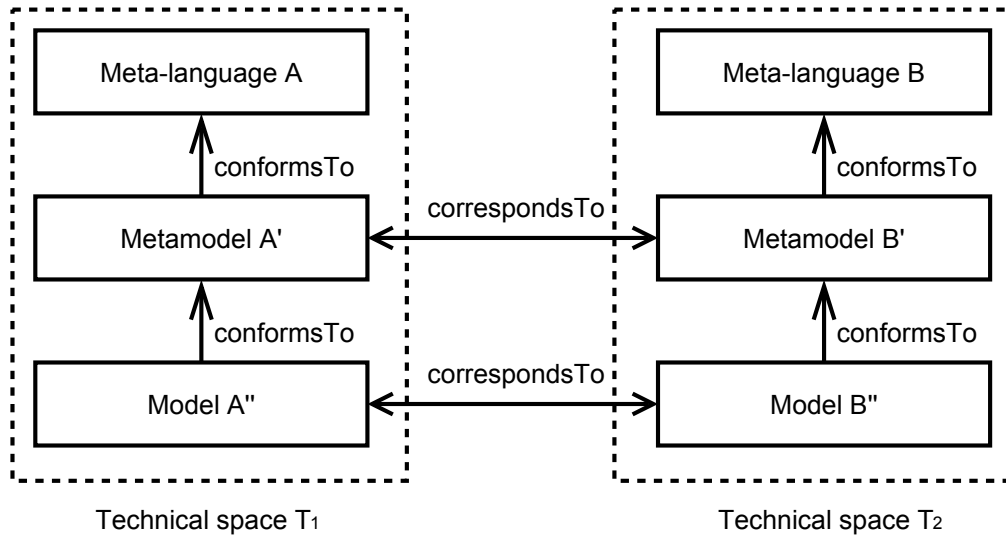 Meta-language A
Meta-language B
conformsTo
conformsTo
correspondsTo
Metamodel A'
Metamodel B'
conformsTo
conformsTo
correspondsTo
Model A"
Model B"
Technical space T1
Technical space T2